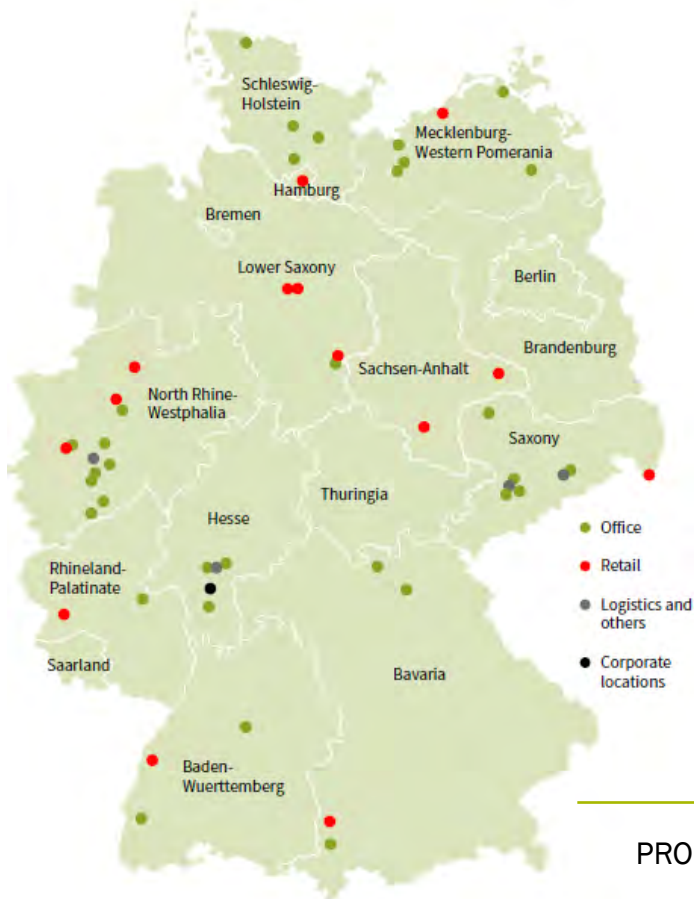 Schleswig-
Holstein
Mecklenburg-
Western Pomerania
Hamburg
Bremen
Lower Saxony
Berlin
Brandenburg
Sachsen-Anhalt
North Rhine-
Westphalia
Saxony
Thuringia
Hesse
Rhineland-
Palatinate
Saarland
Bavaria
Baden-
Wuerttemberg
Office
Retail
Logistics and
others
Corporate
locations
PRO